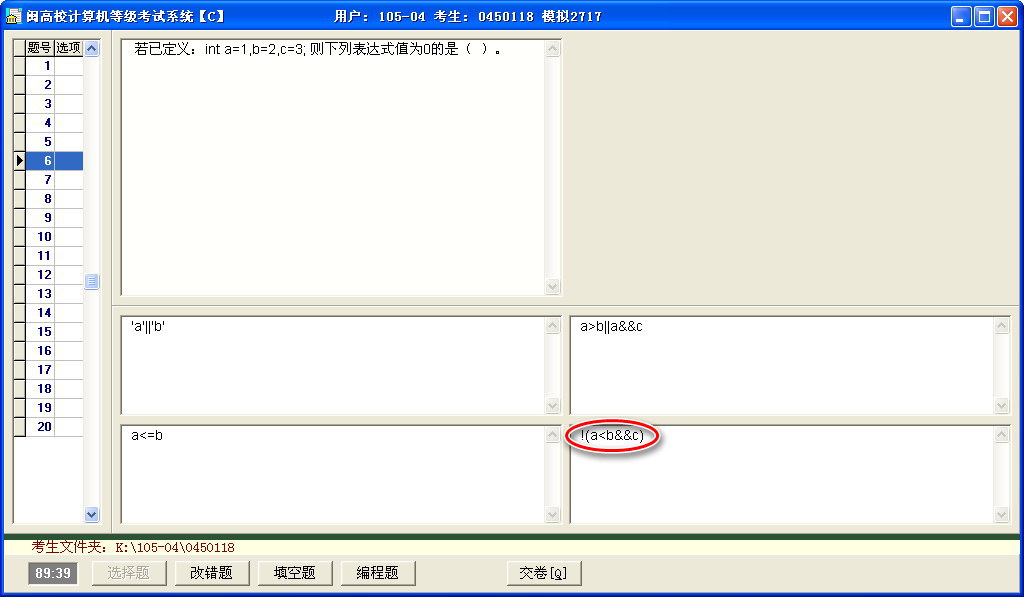 闽高校计算机等级考试系统【C】 用户: 105-04 考生: 0450118 模拟2717
题号 选项
1
2
3
4
5
6
7
8
9
10
11
12
13
14
15
16
17
18
19
20
若已定义：int a=1,b=2,c=3; 则下列表达式值为0的是（ ）。
'a'||'b'
a>b||a&&c
a<=b
!(a<b&&c)
考生文件夹: K:\105-04\0450118
89:39 选择题 改错题 填空题 编程题 交卷[Q]